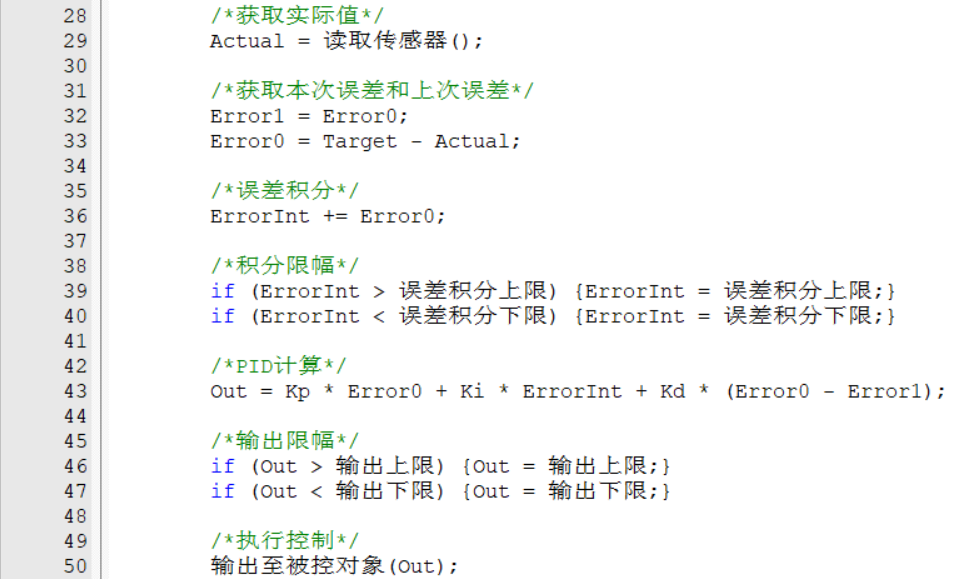 28 /*获取实际值*/
29 Actual = 读取传感器();
30
31 /*获取本次误差和上次误差*/
32 Error1 = Error0;
33 Error0 = Target - Actual;
34
35 /*误差积分*/
36 ErrorInt += Error0;
37
38 /*积分限幅*/
39 if (ErrorInt > 误差积分上限) {ErrorInt = 误差积分上限;}
40 if (ErrorInt < 误差积分下限) {ErrorInt = 误差积分下限;}
41
42 /*PID计算*/
43 Out = Kp * Error0 + Ki * ErrorInt + Kd * (Error0 - Error1);
44
45 /*输出限幅*/
46 if (Out > 输出上限) {Out = 输出上限;}
47 if (Out < 输出下限) {Out = 输出下限;}
48
49 /*执行控制*/
50 输出至被控对象(Out);